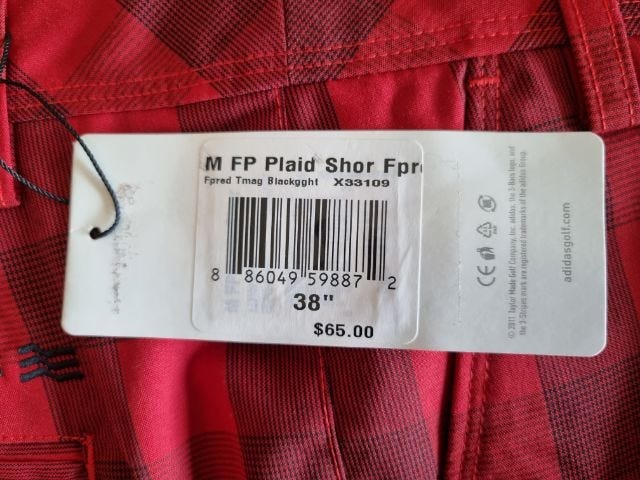 M FP Plaid Shor Fpr
Fpred Tmag Blackgght X33109
8 86049 59887 2
38"
$65.00
CE
© 2011 Taylor Made Golf Company, Inc. adidas, the 3-Bars logo, and
the 3-Stripes mark are registered trademarks of the adidas Group.
adidasgolf.com